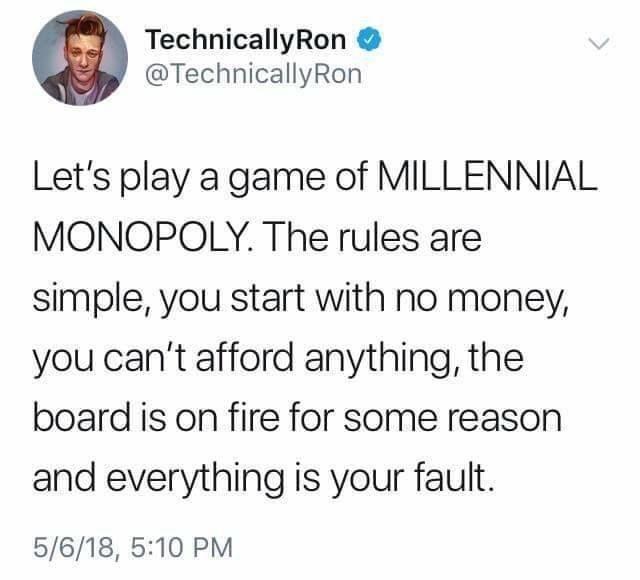 TechnicallyRon
@TechnicallyRon
Let's play a game of MILLENNIAL
MONOPOLY. The rules are
simple, you start with no money,
you can't afford anything, the
board is on fire for some reason
and everything is your fault.
5/6/18, 5:10 PM